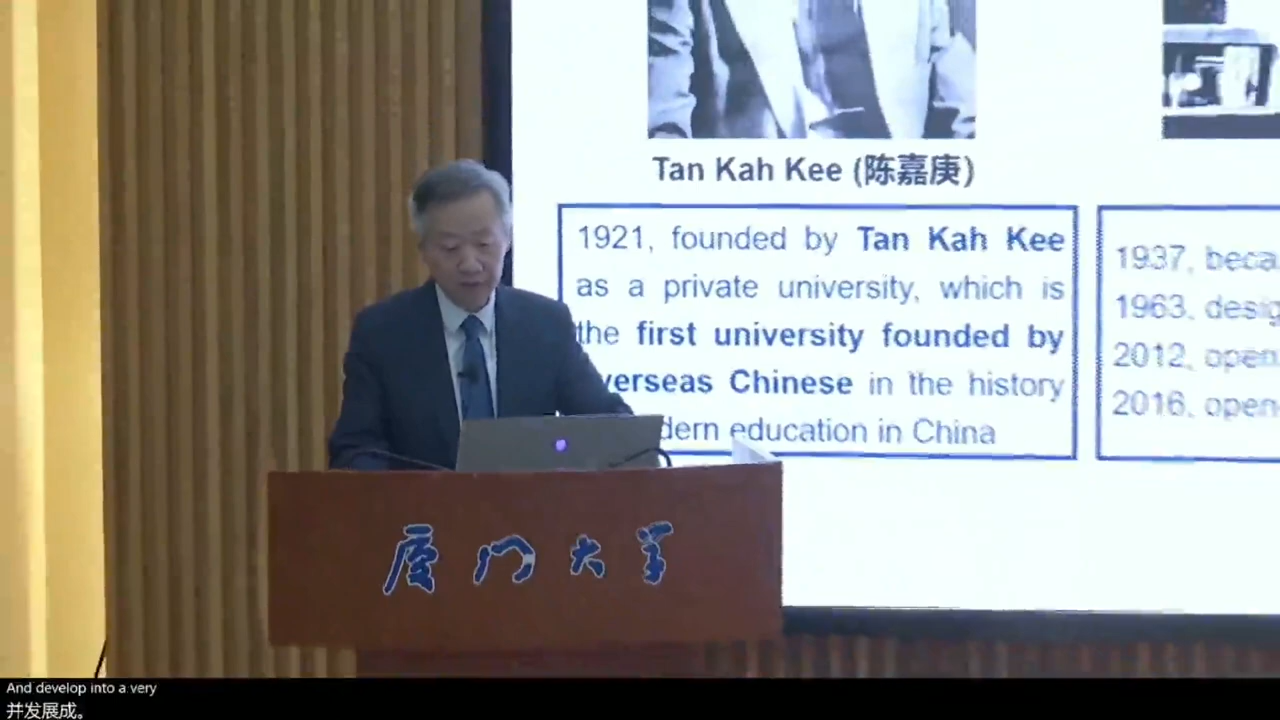 Tan Kah Kee (陈嘉庚)
1921, founded by Tan Kah Kee
as a private university, which is
the first university founded by
verseas Chinese in the history
dern education in China
1937, beca
1963, desig
2012, open
2016, open
厦门大学
And develop into a very
并发展成。